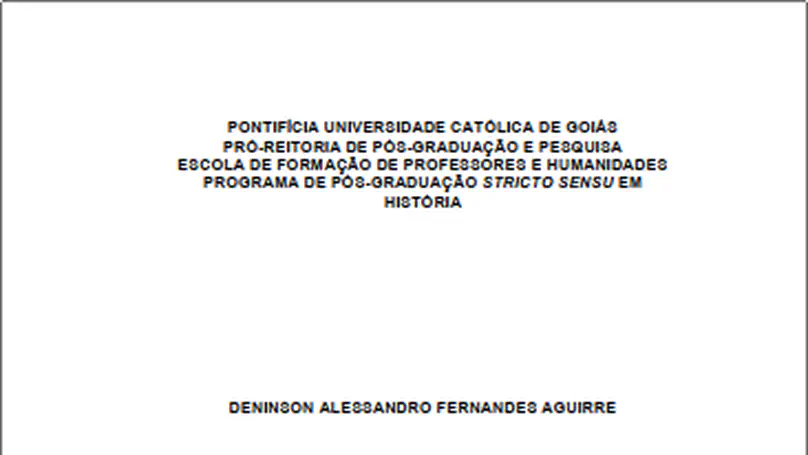 PONTIFÍCIA UNIVERSIDADE CATÓLICA DE GOIÁS
PRÓ-REITORIA DE PÓS-GRADUAÇÃO E PESQUISA
ESCOLA DE FORMAÇÃO DE PROFESSORES E HUMANIDADES
PROGRAMA DE PÓS-GRADUAÇÃO STRICTO SENSU EM
HISTÓRIA
DENINSON ALESSANDRO FERNANDES AGUIRRE